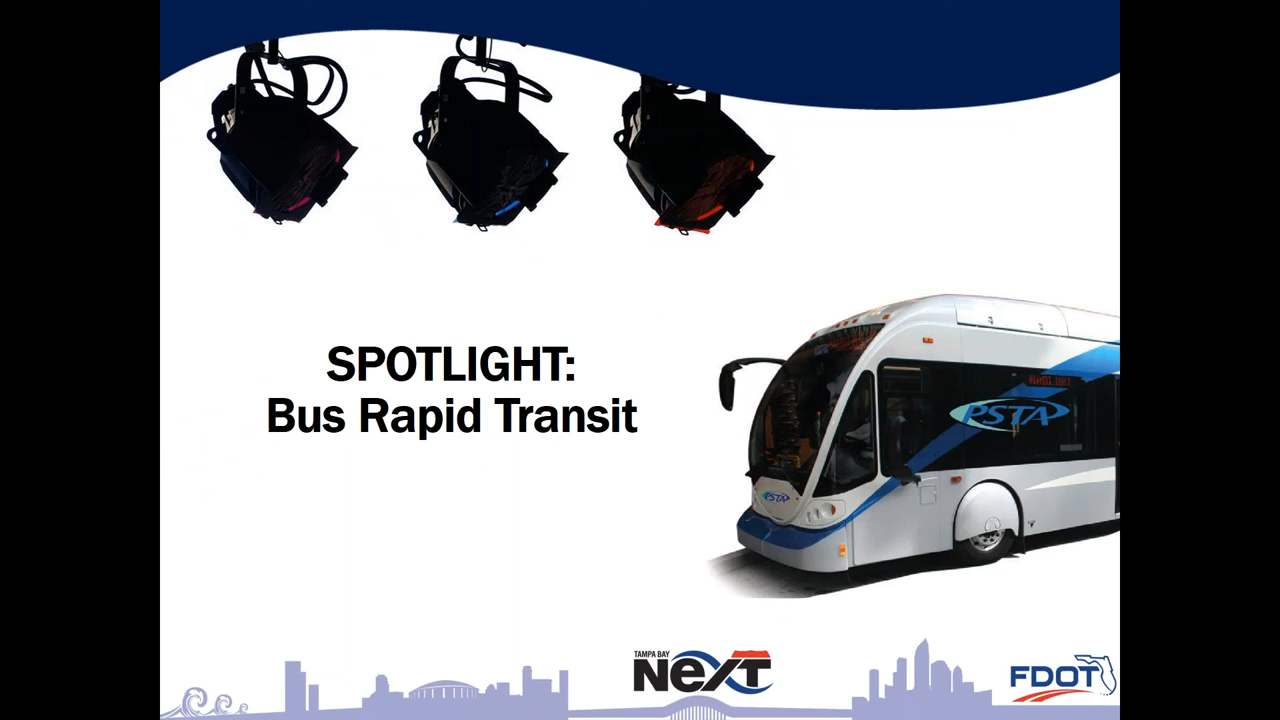 SPOTLIGHT:
Bus Rapid Transit
PSTA
PSTA
TAMPA BAY
NeXT
FDOT